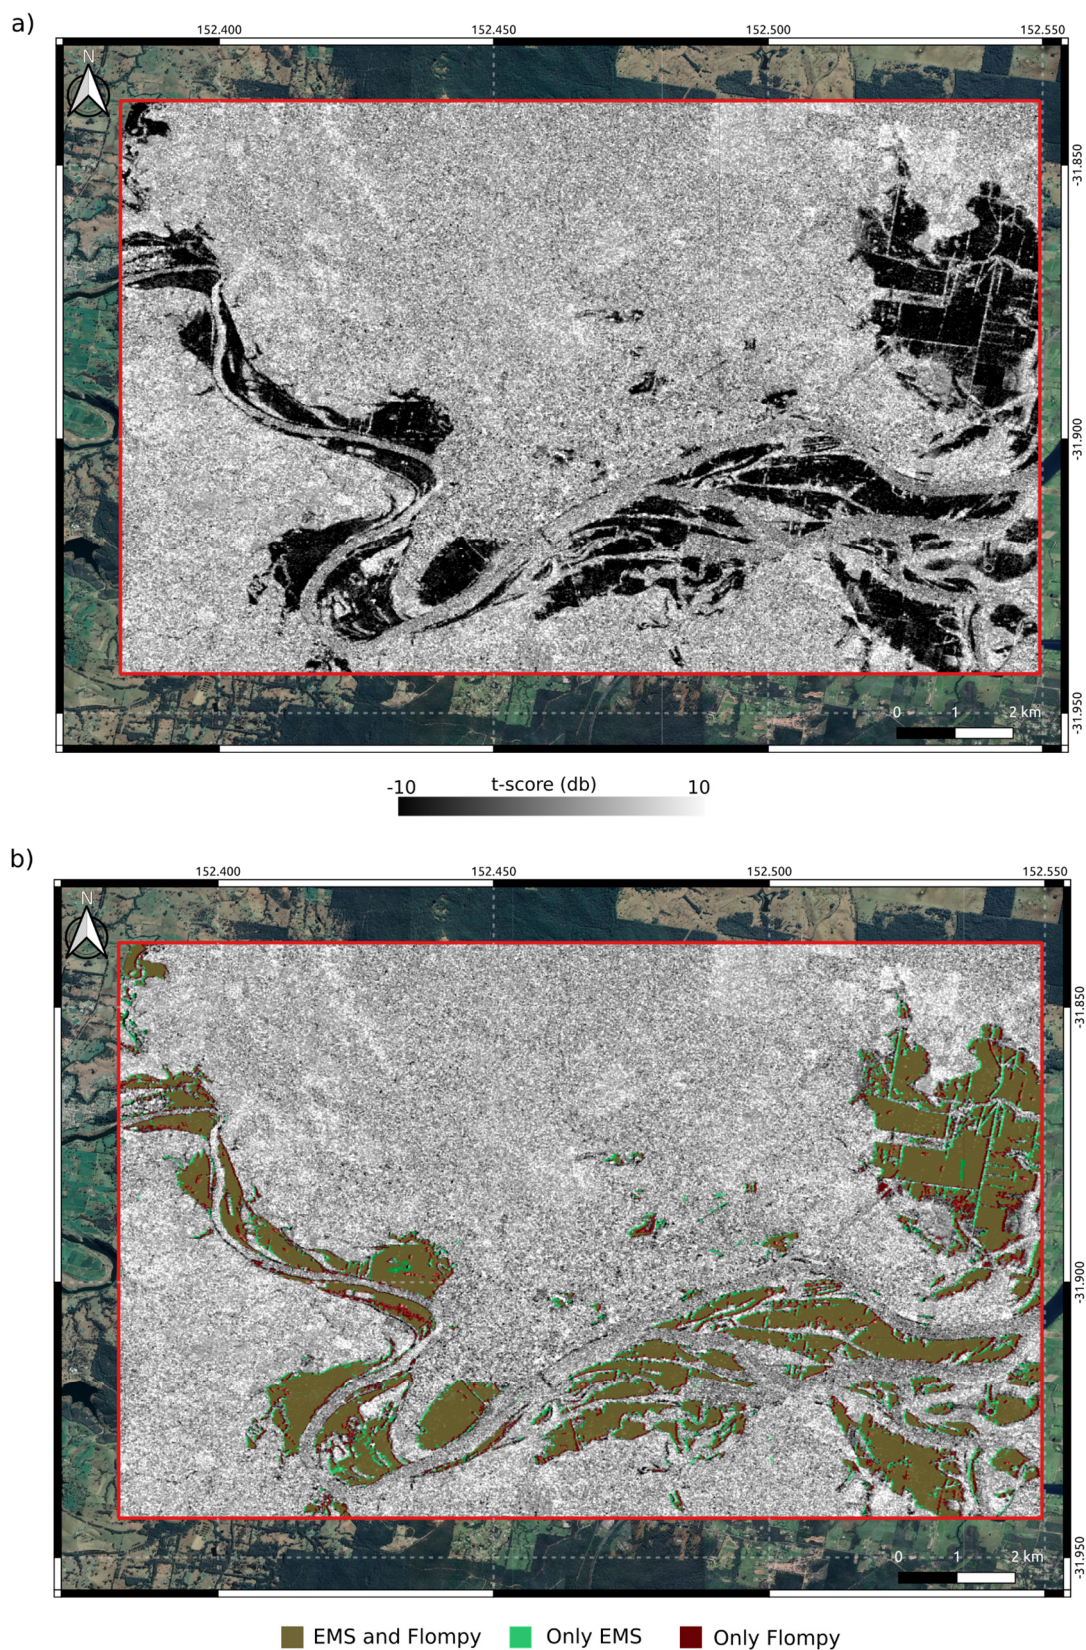 a)
152.400 152.450 152.500 152.550
N
-31.850
-31.900
-31.950
0 1 2 km
t-score (db)
-10 10
b)
152.400 152.450 152.500 152.550
N
-31.850
-31.900
-31.950
0 1 2 km
EMS and Flompy Only EMS Only Flompy